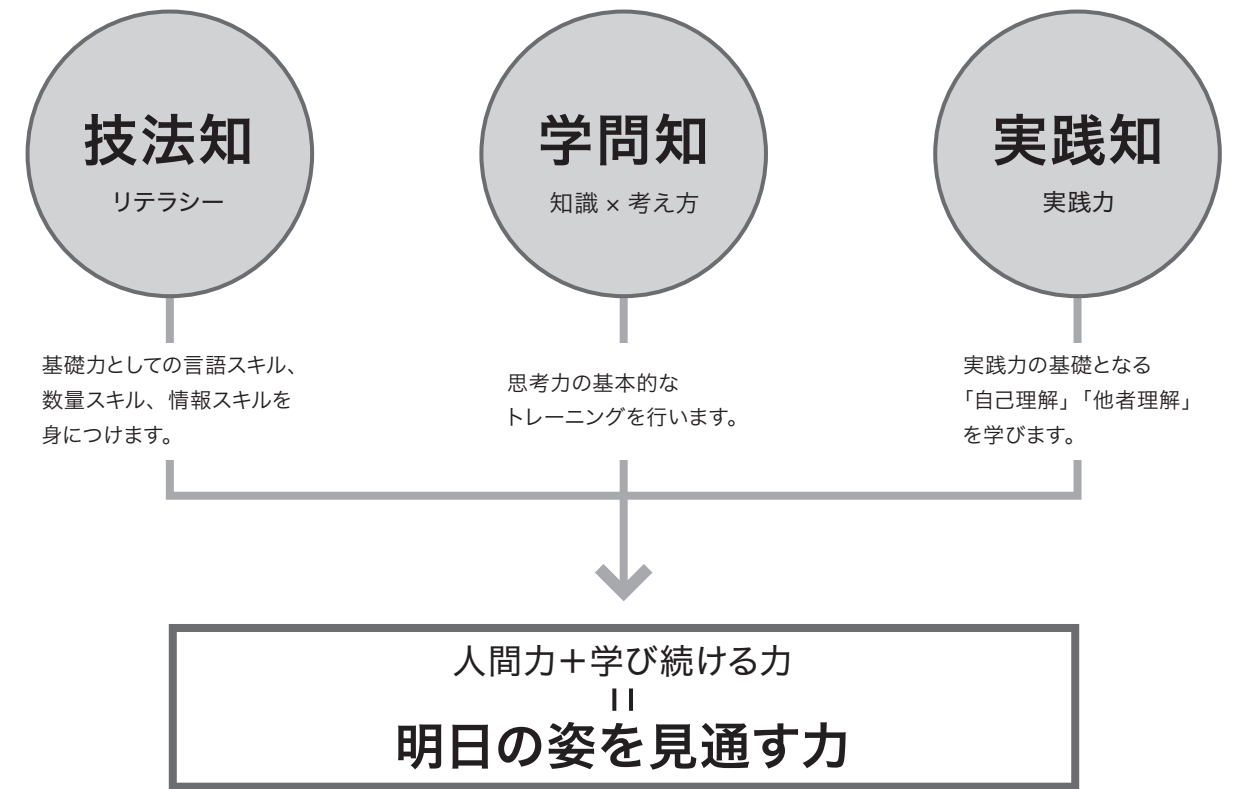 技法知
リテラシー
基礎力としての言語スキル、
数量スキル、情報スキルを
身につけます。
学問知
知識 × 考え方
思考力の基本的な
トレーニングを行います。
実践知
実践力
実践力の基礎となる
「自己理解」「他者理解」
を学びます。
人間力＋学び続ける力
=
明日の姿を見通す力